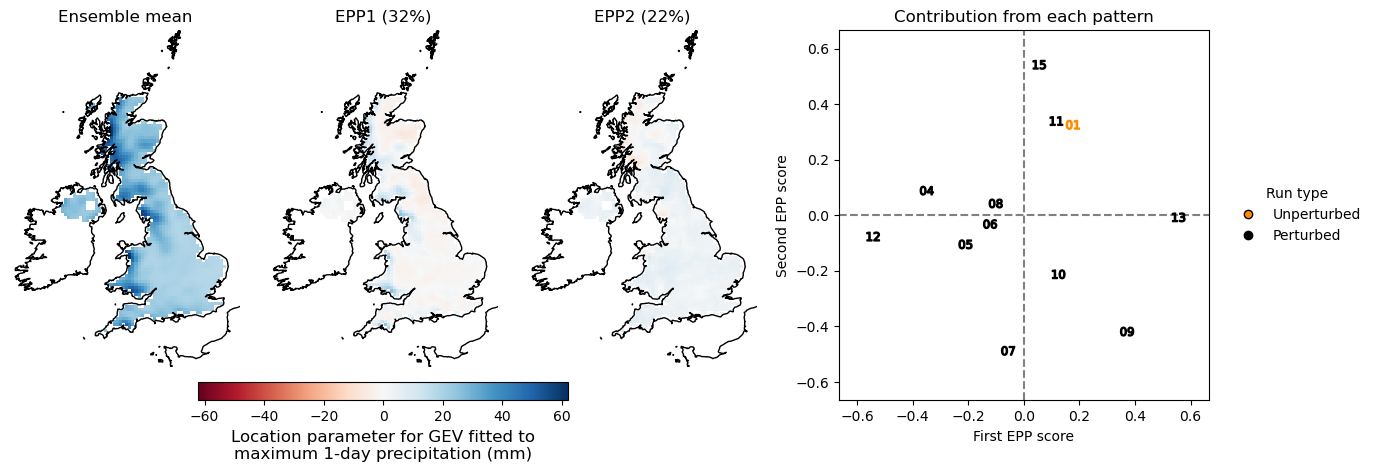 Ensemble mean
EPP1 (32%)
EPP2 (22%)
Contribution from each pattern
−60 −40 −20 0 20 40 60
Location parameter for GEV fitted to
maximum 1-day precipitation (mm)
Second EPP score
0.6
0.4
0.2
0.0
−0.2
−0.4
−0.6
15
11
01
04
08
06
13
12
05
10
09
07
−0.6 −0.4 −0.2 0.0 0.2 0.4 0.6
First EPP score
Run type
Unperturbed
Perturbed